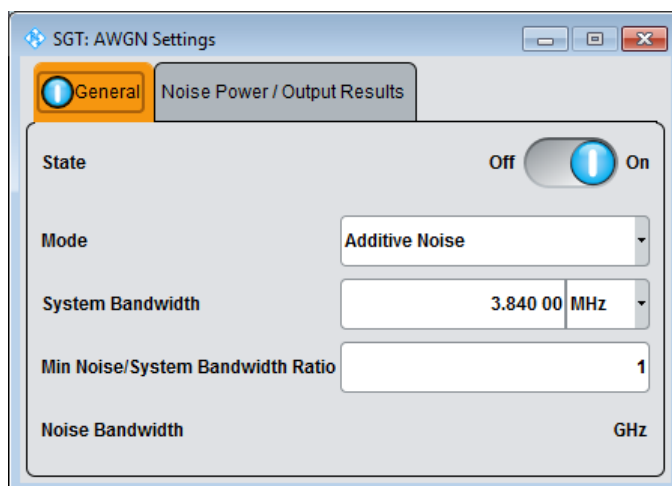 SGT: AWGN Settings
General
Noise Power / Output Results
State
Off
On
Mode
Additive Noise
System Bandwidth
3.840 00 MHz
Min Noise/System Bandwidth Ratio
1
Noise Bandwidth
GHz